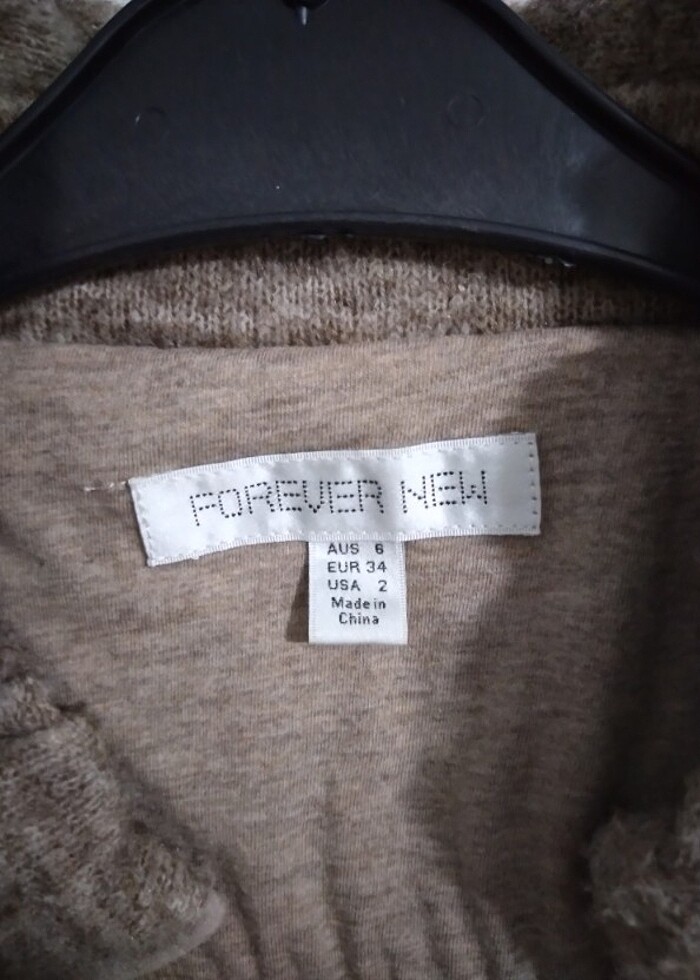 FOREVER NEW
AUS 6
EUR 34
USA 2
Made in
China